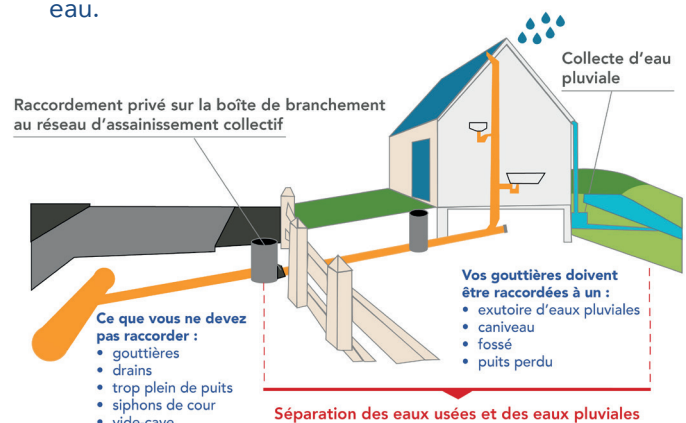 eau.
Collecte d'eau
pluviale
Raccordement privé sur la boîte de branchement
au réseau d'assainissement collectif
Vos gouttières doivent
être raccordées à un :
• exutoire d'eaux pluviales
• caniveau
• fossé
• puits perdu
Ce que vous ne devez
pas raccorder :
• gouttières
• drains
• trop plein de puits
• siphons de cour
• vide-cave
Séparation des eaux usées et des eaux pluviales